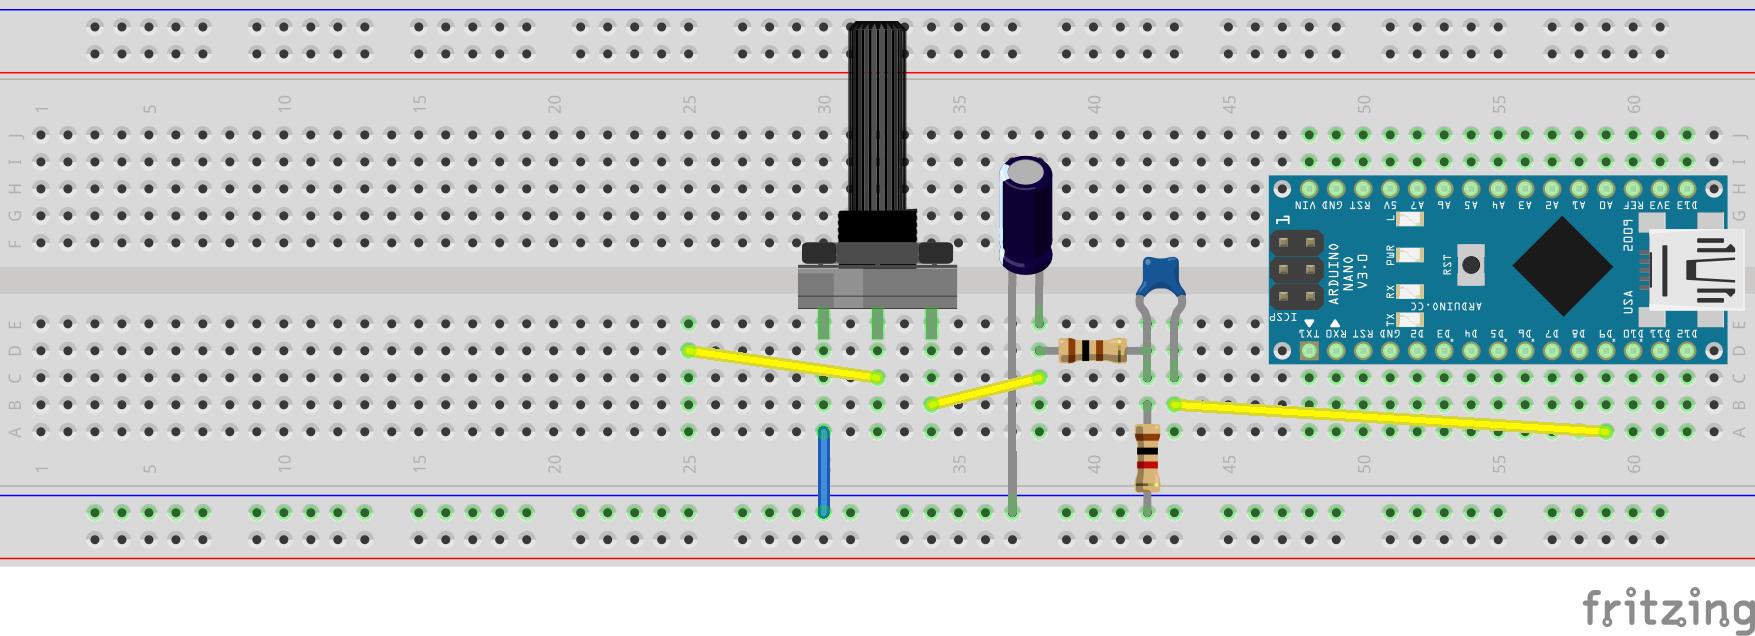 1 5 10 15 20 25 30 35 40 45 50 55 60
J J
I I
H H
G G
F F
VIN GND RST 5V A7 A6 A5 A4 A3 A2 A1 A0 REF 3V3 D13
1
L
PWR
RX
TX
ARDUINO
NANO
V3.0
RST
ARDUINO.CC
USA
ICSP
TX1 RX0 RST GND D2 D3 D4 D5 D6 D7 D8 D9 D10 D11 D12
E E
D D
C C
B B
A A
1 5 10 15 20 25 30 35 40 45 50 55 60
fritzing